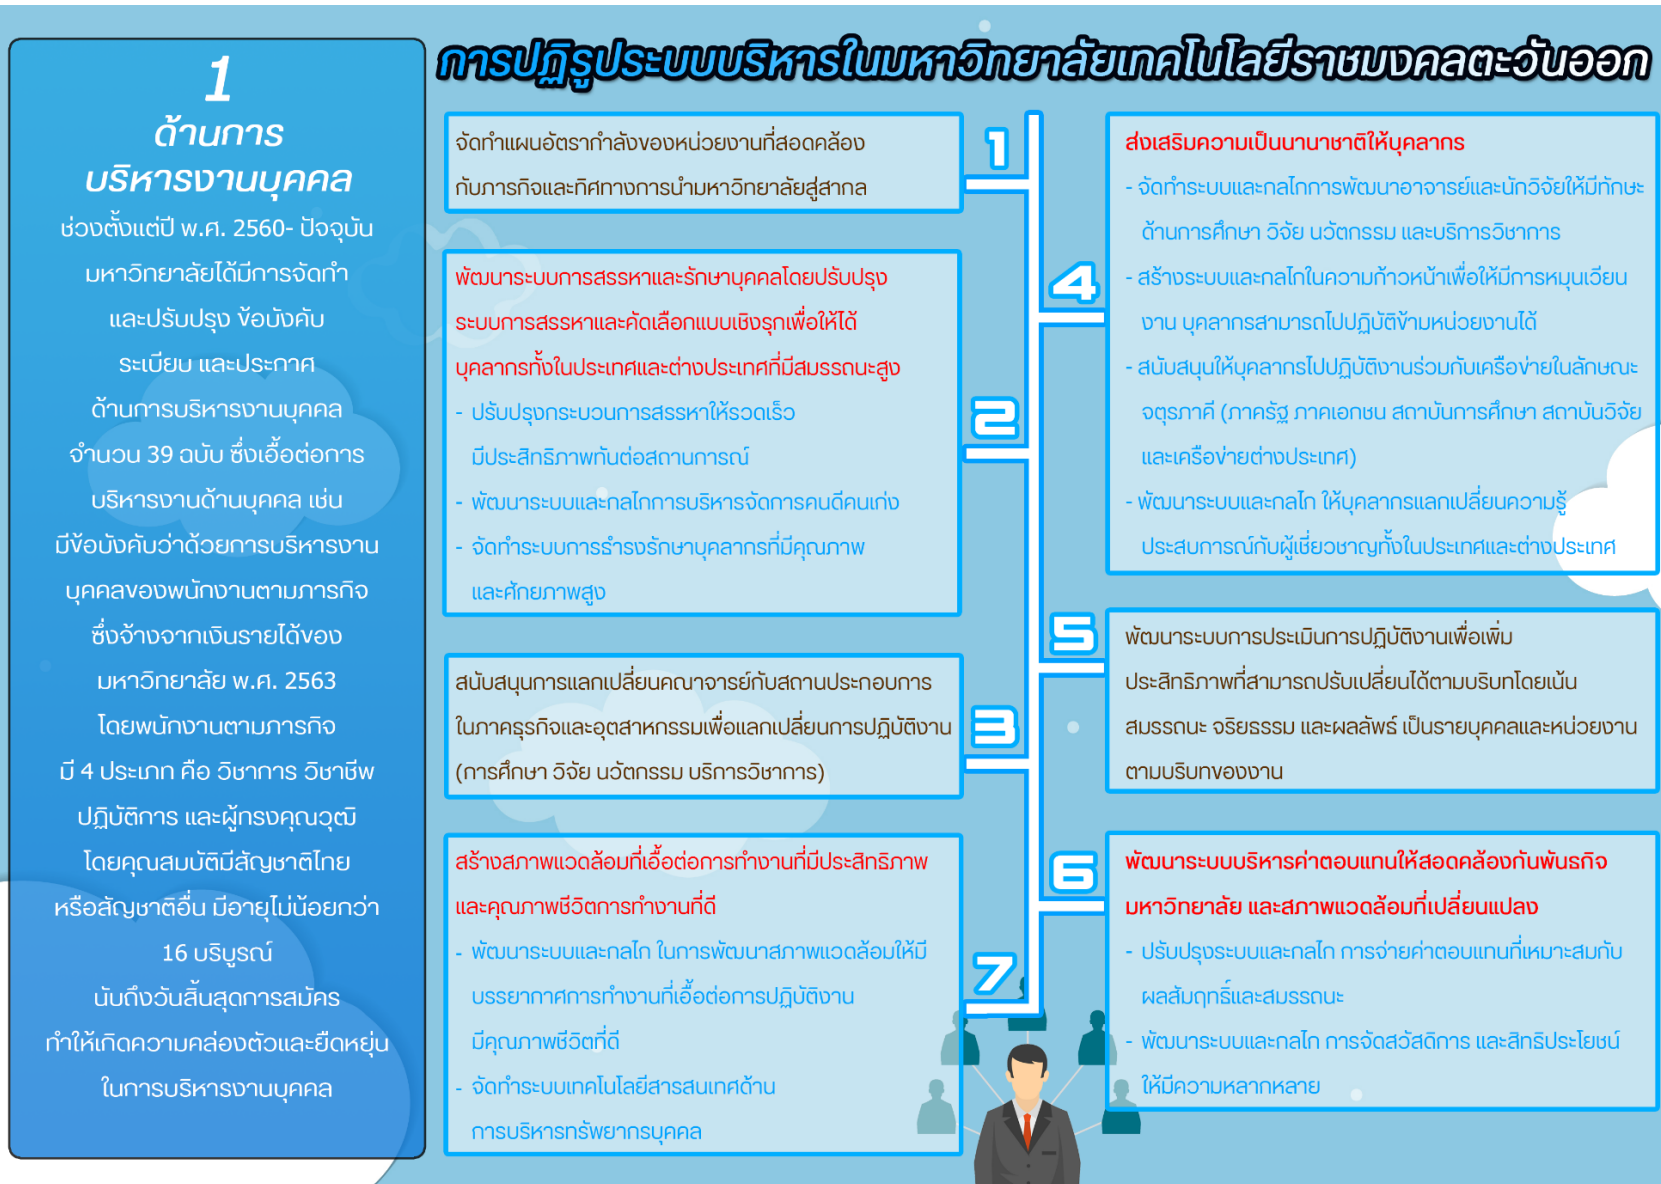 การปฏิรูประบบบริหารในมหาวิทยาลัยเทคโนโลยีราชมงคลตะวันออก
1
ด้านการ
บริหารงานบุคคล
ช่วงตั้งแต่ปี พ.ศ. 2560- ปัจจุบัน
มหาวิทยาลัยได้มีการจัดทำ
และปรับปรุง ข้อบังคับ
ระเบียบ และประกาศ
ด้านการบริหารงานบุคคล
จำนวน 39 ฉบับ ซึ่งเอื้อต่อการ
บริหารงานด้านบุคคล เช่น
มีข้อบังคับว่าด้วยการบริหารงาน
บุคคลของพนักงานตามภารกิจ
ซึ่งจ้างจากเงินรายได้ของ
มหาวิทยาลัย พ.ศ. 2563
โดยพนักงานตามภารกิจ
มี 4 ประเภท คือ วิชาการ วิชาชีพ
ปฏิบัติการ และผู้ทรงคุณวุฒิ
โดยคุณสมบัติมีสัญชาติไทย
หรือสัญชาติอื่น มีอายุไม่น้อยกว่า
16 บริบูรณ์
นับถึงวันสิ้นสุดการสมัคร
ทำให้เกิดความคล่องตัวและยืดหยุ่น
ในการบริหารงานบุคคล
1
จัดทำแผนอัตรากำลังของหน่วยงานที่สอดคล้อง
กับภารกิจและทิศทางการนำมหาวิทยาลัยสู่สากล
2
พัฒนาระบบการสรรหาและรักษาบุคคลโดยปรับปรุง
ระบบการสรรหาและคัดเลือกแบบเชิงรุกเพื่อให้ได้
บุคลากรทั้งในประเทศและต่างประเทศที่มีสมรรถนะสูง
- ปรับปรุงกระบวนการสรรหาให้รวดเร็ว
มีประสิทธิภาพทันต่อสถานการณ์
- พัฒนาระบบและกลไกการบริหารจัดการคนดีคนเก่ง
- จัดทำระบบการธำรงรักษาบุคลากรที่มีคุณภาพ
และศักยภาพสูง
3
สนับสนุนการแลกเปลี่ยนคณาจารย์กับสถานประกอบการ
ในภาคธุรกิจและอุตสาหกรรมเพื่อแลกเปลี่ยนการปฏิบัติงาน
(การศึกษา วิจัย นวัตกรรม บริการวิชาการ)
4
ส่งเสริมความเป็นนานาชาติให้บุคลากร
- จัดทำระบบและกลไกการพัฒนาอาจารย์และนักวิจัยให้มีทักษะ
ด้านการศึกษา วิจัย นวัตกรรม และบริการวิชาการ
- สร้างระบบและกลไกในความก้าวหน้าเพื่อให้มีการหมุนเวียน
งาน บุคลากรสามารถไปปฏิบัติข้ามหน่วยงานได้
- สนับสนุนให้บุคลากรไปปฏิบัติงานร่วมกับเครือข่ายในลักษณะ
จตุรภาคี (ภาครัฐ ภาคเอกชน สถาบันการศึกษา สถาบันวิจัย
และเครือข่ายต่างประเทศ)
- พัฒนาระบบและกลไก ให้บุคลากรแลกเปลี่ยนความรู้
ประสบการณ์กับผู้เชี่ยวชาญทั้งในประเทศและต่างประเทศ
5
พัฒนาระบบการประเมินการปฏิบัติงานเพื่อเพิ่ม
ประสิทธิภาพที่สามารถปรับเปลี่ยนได้ตามบริบทโดยเน้น
สมรรถนะ จริยธรรม และผลลัพธ์ เป็นรายบุคคลและหน่วยงาน
ตามบริบทของงาน
6
พัฒนาระบบบริหารค่าตอบแทนให้สอดคล้องกันพันธกิจ
มหาวิทยาลัย และสภาพแวดล้อมที่เปลี่ยนแปลง
- ปรับปรุงระบบและกลไก การจ่ายค่าตอบแทนที่เหมาะสมกับ
ผลสัมฤทธิ์และสมรรถนะ
- พัฒนาระบบและกลไก การจัดสวัสดิการ และสิทธิประโยชน์
ให้มีความหลากหลาย
7
สร้างสภาพแวดล้อมที่เอื้อต่อการทำงานที่มีประสิทธิภาพ
และคุณภาพชีวิตการทำงานที่ดี
- พัฒนาระบบและกลไก ในการพัฒนาสภาพแวดล้อมให้มี
บรรยากาศการทำงานที่เอื้อต่อการปฏิบัติงาน
มีคุณภาพชีวิตที่ดี
- จัดทำระบบเทคโนโลยีสารสนเทศด้าน
การบริหารทรัพยากรบุคคล